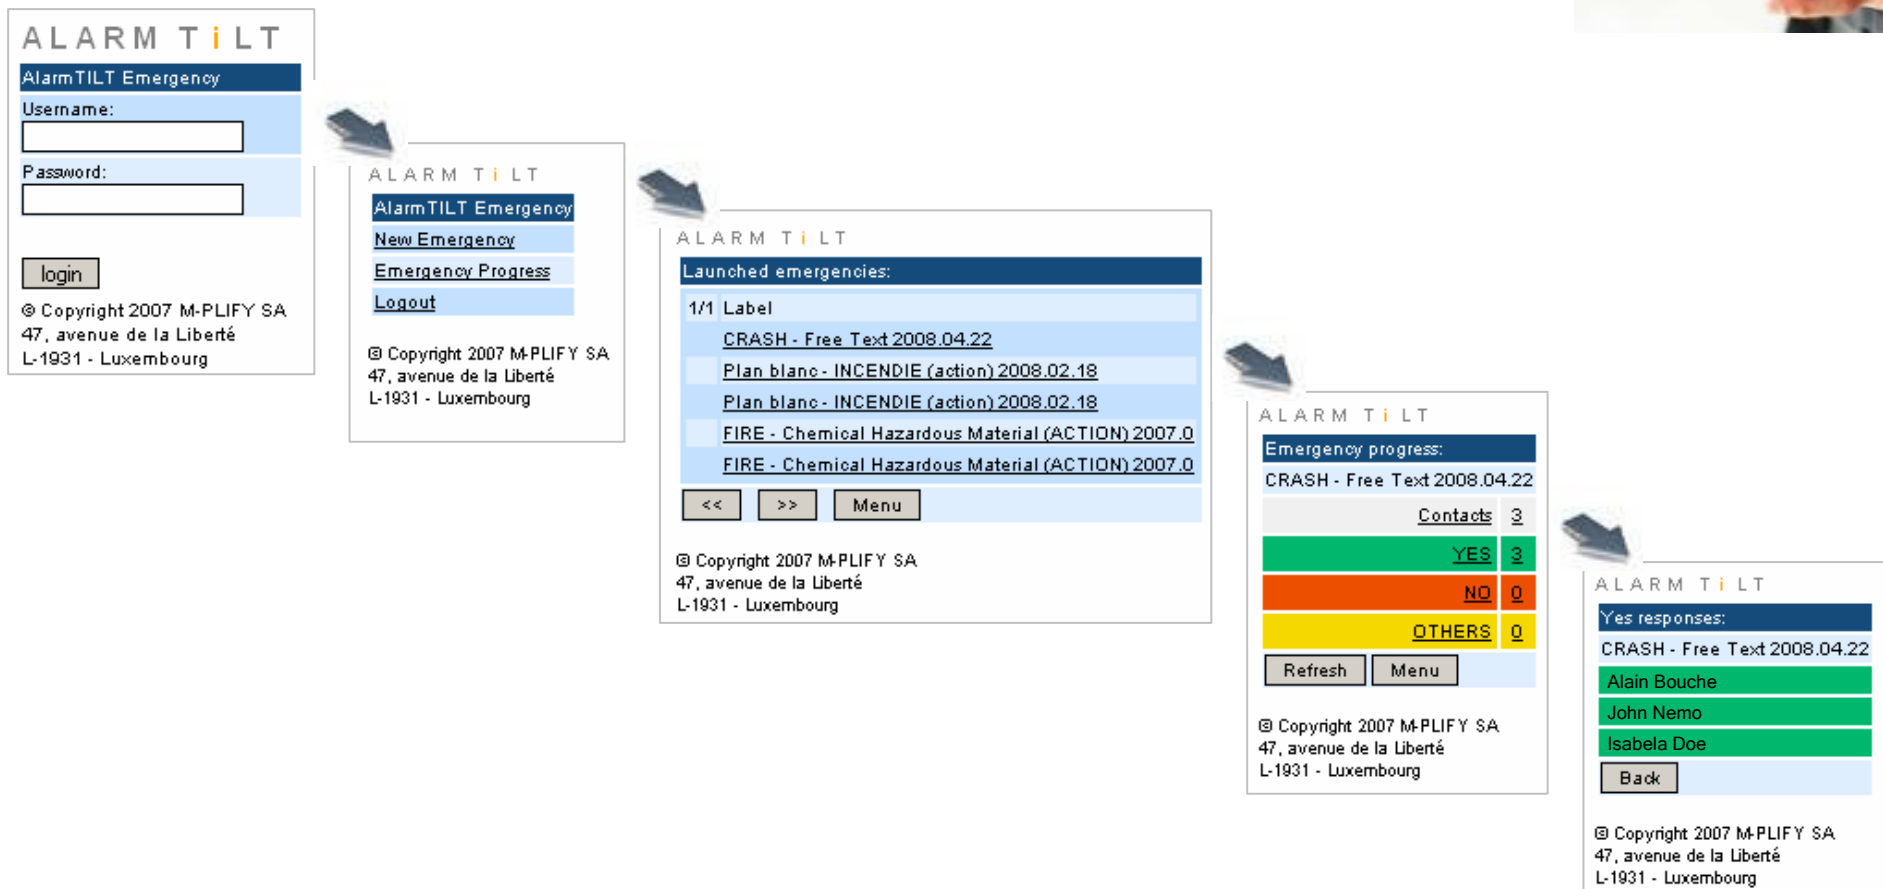 ALARM TiLT
AlarmTILT Emergency
Username:
Password:
login
© Copyright 2007 M-PLIFY SA
47, avenue de la Liberté
L-1931 - Luxembourg
ALARM TiLT
AlarmTILT Emergency
New Emergency
Emergency Progress
Logout
© Copyright 2007 M-PLIFY SA
47, avenue de la Liberté
L-1931 - Luxembourg
ALARM TiLT
Launched emergencies:
1/1 Label
CRASH - Free Text 2008.04.22
Plan blanc - INCENDIE (action) 2008.02.18
Plan blanc - INCENDIE (action) 2008.02.18
FIRE - Chemical Hazardous Material (ACTION) 2007.0
FIRE - Chemical Hazardous Material (ACTION) 2007.0
<< >> Menu
© Copyright 2007 M-PLIFY SA
47, avenue de la Liberté
L-1931 - Luxembourg
ALARM TiLT
Emergency progress:
CRASH - Free Text 2008.04.22
Contacts 3
YES 3
NO 0
OTHERS 0
Refresh Menu
© Copyright 2007 M-PLIFY SA
47, avenue de la Liberté
L-1931 - Luxembourg
ALARM TiLT
Yes responses:
CRASH - Free Text 2008.04.22
Alain Bouche
John Nemo
Isabela Doe
Back
© Copyright 2007 M-PLIFY SA
47, avenue de la Liberté
L-1931 - Luxembourg